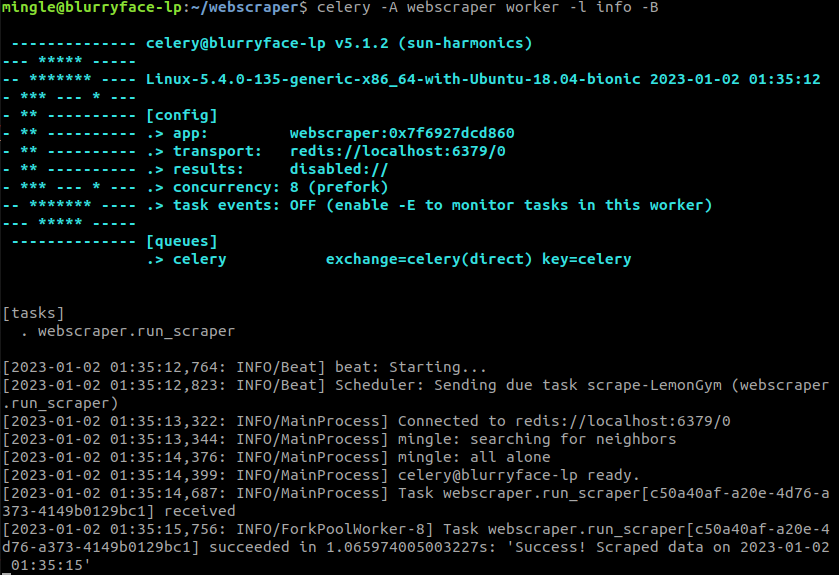 mingle@blurryface-lp:~/webscraper$ celery -A webscraper worker -l info -B
 -------------- celery@blurryface-lp v5.1.2 (sun-harmonics)
--- ***** -----
-- ******* ---- Linux-5.4.0-135-generic-x86_64-with-Ubuntu-18.04-bionic 2023-01-02 01:35:12
- *** --- * ---
- ** ---------- [config]
- ** ---------- .> app:         webscraper:0x7f6927dcd860
- ** ---------- .> transport:   redis://localhost:6379/0
- ** ---------- .> results:     disabled://
- *** --- * --- .> concurrency: 8 (prefork)
-- ******* ---- .> task events: OFF (enable -E to monitor tasks in this worker)
--- ***** -----
 -------------- [queues]
                .> celery           exchange=celery(direct) key=celery
[tasks]
  . webscraper.run_scraper
[2023-01-02 01:35:12,764: INFO/Beat] beat: Starting...
[2023-01-02 01:35:12,823: INFO/Beat] Scheduler: Sending due task scrape-LemonGym (webscraper
.run_scraper)
[2023-01-02 01:35:13,322: INFO/MainProcess] Connected to redis://localhost:6379/0
[2023-01-02 01:35:13,344: INFO/MainProcess] mingle: searching for neighbors
[2023-01-02 01:35:14,376: INFO/MainProcess] mingle: all alone
[2023-01-02 01:35:14,399: INFO/MainProcess] celery@blurryface-lp ready.
[2023-01-02 01:35:14,687: INFO/MainProcess] Task webscraper.run_scraper[c50a40af-a20e-4d76-a
373-4149b0129bc1] received
[2023-01-02 01:35:15,756: INFO/ForkPoolWorker-8] Task webscraper.run_scraper[c50a40af-a20e-4
d76-a373-4149b0129bc1] succeeded in 1.065974005003227s: 'Success! Scraped data on 2023-01-02
 01:35:15'